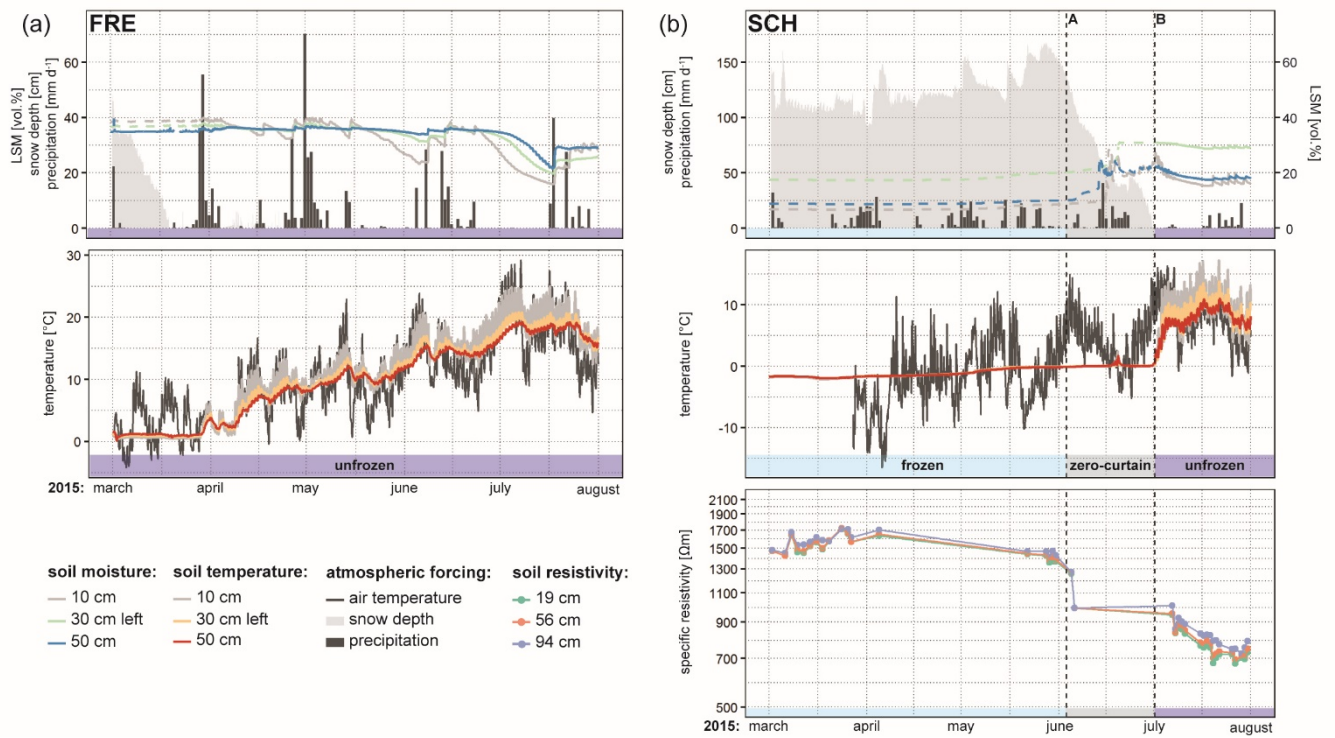 (a)
FRE
LSM [vol.%]
snow depth [cm]
precipitation [mm d⁻¹]
60
40
20
0
temperature [°C]
30
20
10
0
unfrozen
2015: march april may june july august
soil moisture:
10 cm
30 cm left
50 cm
soil temperature:
10 cm
30 cm left
50 cm
atmospheric forcing:
air temperature
snow depth
precipitation
soil resistivity:
19 cm
56 cm
94 cm
(b)
SCH
A
B
snow depth [cm]
precipitation [mm d⁻¹]
150
100
50
0
60
40
20
0
LSM [vol.%]
temperature [°C]
10
0
-10
frozen
zero-curtain
unfrozen
specific resistivity [Ωm]
2100
1900
1700
1500
1300
1100
900
700
500
2015: march april may june july august